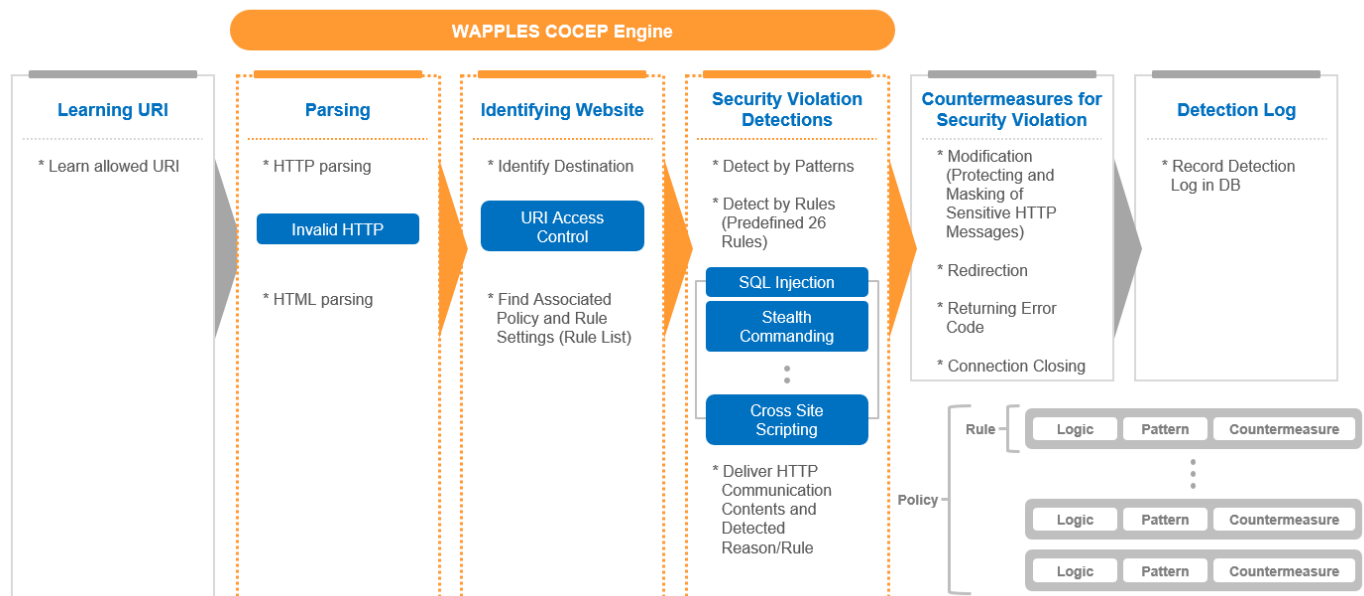 WAPPLES COCEP Engine
Learning URI
* Learn allowed URI
Parsing
* HTTP parsing
Invalid HTTP
* HTML parsing
Identifying Website
* Identify Destination
URI Access
Control
* Find Associated
Policy and Rule
Settings (Rule List)
Security Violation
Detections
* Detect by Patterns
* Detect by Rules
(Predefined 26
Rules)
SQL Injection
Stealth
Commanding
Cross Site
Scripting
* Deliver HTTP
Communication
Contents and
Detected
Reason/Rule
Countermeasures for
Security Violation
* Modification
(Protecting and
Masking of
Sensitive HTTP
Messages)
* Redirection
* Returning Error
Code
* Connection Closing
Detection Log
* Record Detection
Log in DB
Policy
Rule
Logic Pattern Countermeasure
Logic Pattern Countermeasure
Logic Pattern Countermeasure